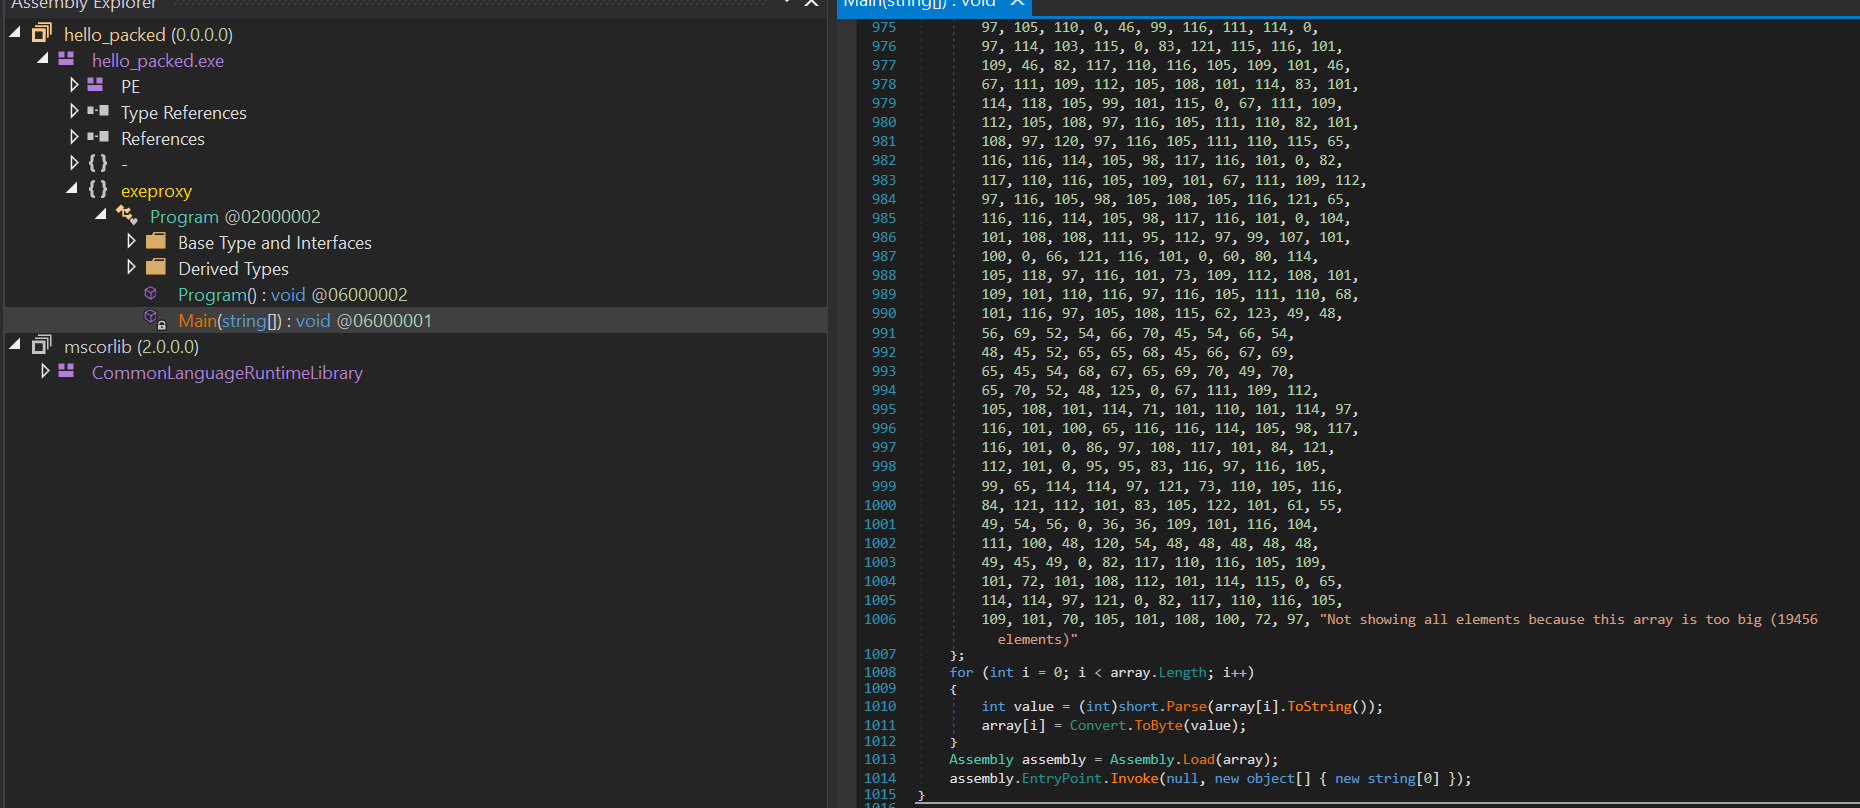 Assembly Explorer
hello_packed (0.0.0.0)
hello_packed.exe
PE
Type References
References
{ } -
{ } exeproxy
Program @02000002
Base Type and Interfaces
Derived Types
Program() : void @06000002
Main(string[]) : void @06000001
mscorlib (2.0.0.0)
CommonLanguageRuntimeLibrary
Main(string[]) : void X
975 97, 105, 110, 0, 46, 99, 116, 111, 114, 0,
976 97, 114, 103, 115, 0, 83, 121, 115, 116, 101,
977 109, 46, 82, 117, 110, 116, 105, 109, 101, 46,
978 67, 111, 109, 112, 105, 108, 101, 114, 83, 101,
979 114, 118, 105, 99, 101, 115, 0, 67, 111, 109,
980 112, 105, 108, 97, 116, 105, 111, 110, 82, 101,
981 108, 97, 120, 97, 116, 105, 111, 110, 115, 65,
982 116, 116, 114, 105, 98, 117, 116, 101, 0, 82,
983 117, 110, 116, 105, 109, 101, 67, 111, 109, 112,
984 97, 116, 105, 98, 105, 108, 105, 116, 121, 65,
985 116, 116, 114, 105, 98, 117, 116, 101, 0, 104,
986 101, 108, 108, 111, 95, 112, 97, 99, 107, 101,
987 100, 0, 66, 121, 116, 101, 0, 60, 80, 114,
988 105, 118, 97, 116, 101, 73, 109, 112, 108, 101,
989 109, 101, 110, 116, 97, 116, 105, 111, 110, 68,
990 101, 116, 97, 105, 108, 115, 62, 123, 49, 48,
991 56, 69, 52, 54, 66, 70, 45, 54, 66, 54,
992 48, 45, 52, 65, 65, 68, 45, 66, 67, 69,
993 65, 45, 54, 68, 67, 65, 69, 70, 49, 70,
994 65, 70, 52, 48, 125, 0, 67, 111, 109, 112,
995 105, 108, 101, 114, 71, 101, 110, 101, 114, 97,
996 116, 101, 100, 65, 116, 116, 114, 105, 98, 117,
997 116, 101, 0, 86, 97, 108, 117, 101, 84, 121,
998 112, 101, 0, 95, 95, 83, 116, 97, 116, 105,
999 99, 65, 114, 114, 97, 121, 73, 110, 105, 116,
1000 84, 121, 112, 101, 83, 105, 122, 101, 61, 55,
1001 49, 54, 56, 0, 36, 36, 109, 101, 116, 104,
1002 111, 100, 48, 120, 54, 48, 48, 48, 48, 48,
1003 49, 45, 49, 0, 82, 117, 110, 116, 105, 109,
1004 101, 72, 101, 108, 112, 101, 114, 115, 0, 65,
1005 114, 114, 97, 121, 0, 82, 117, 110, 116, 105,
1006 109, 101, 70, 105, 101, 108, 100, 72, 97, "Not showing all elements because this array is too big (19456
elements)"
1007 };
1008 for (int i = 0; i < array.Length; i++)
1009 {
1010 int value = (int)short.Parse(array[i].ToString());
1011 array[i] = Convert.ToByte(value);
1012 }
1013 Assembly assembly = Assembly.Load(array);
1014 assembly.EntryPoint.Invoke(null, new object[] { new string[0] });
1015 }
1016